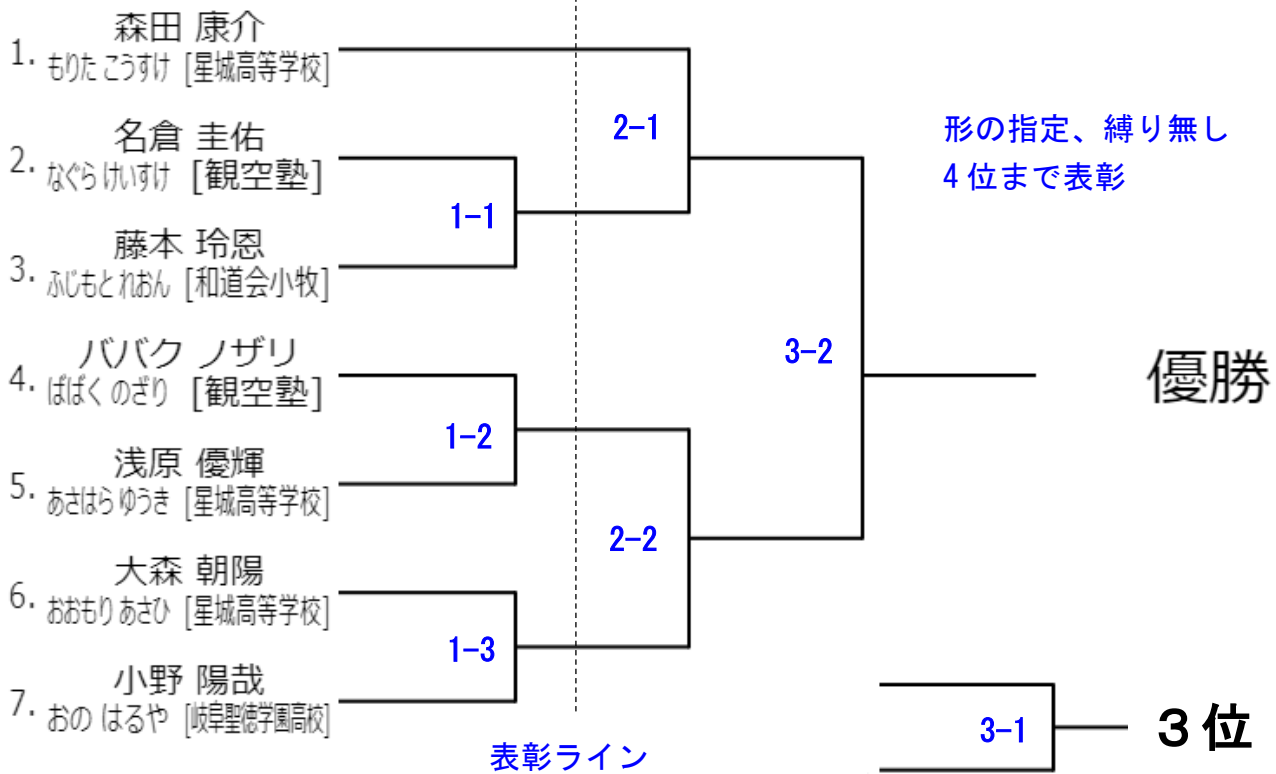 森田 康介
1. もりた こうすけ [星城高等学校]
名倉 圭佑
2. なぐら けいすけ [観空塾]
藤本 玲恩
3. ふじもと れおん [和道会小牧]
ババク ノザリ
4. ばばく のざり [観空塾]
浅原 優輝
5. あさはら ゆうき [星城高等学校]
大森 朝陽
6. おおもり あさひ [星城高等学校]
小野 陽哉
7. おの はるや [岐阜聖徳学園高校]
1-1
1-2
1-3
2-1
2-2
3-2
形の指定、縛り無し
4位まで表彰
優勝
3-1
3位
表彰ライン